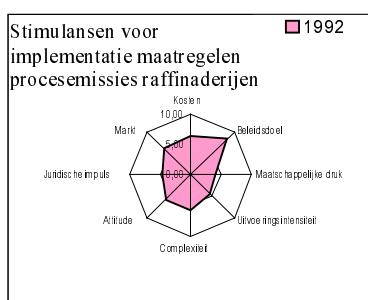 Stimulansen voor
implementatie maatregelen
procesemissies raffinaderijen
1992
Kosten
10,00
Markt
Beleidsdoel
5,00
Juridische impuls
0,00
Maatschappelijke druk
Attitude
Uitvoeringsintensiteit
Complexiteit